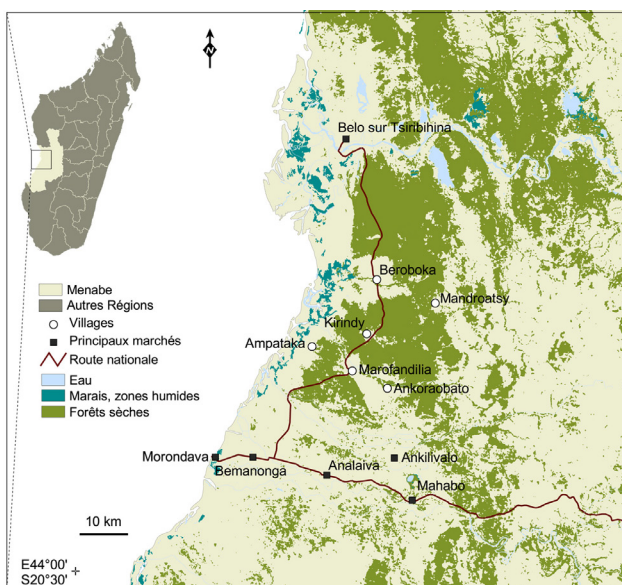 N
Belo sur Tsiribihina
Beroboka
Mandroatsy
Kirindy
Ampataka
Marofandilia
Ankoraobato
Menabe
Autres Régions
Villages
Principaux marchés
Route nationale
Eau
Marais, zones humides
Forêts sèches
Morondava
Bemanonga
Analaiva
Ankilivalo
Mahabo
10 km
E44°00'
S20°30'